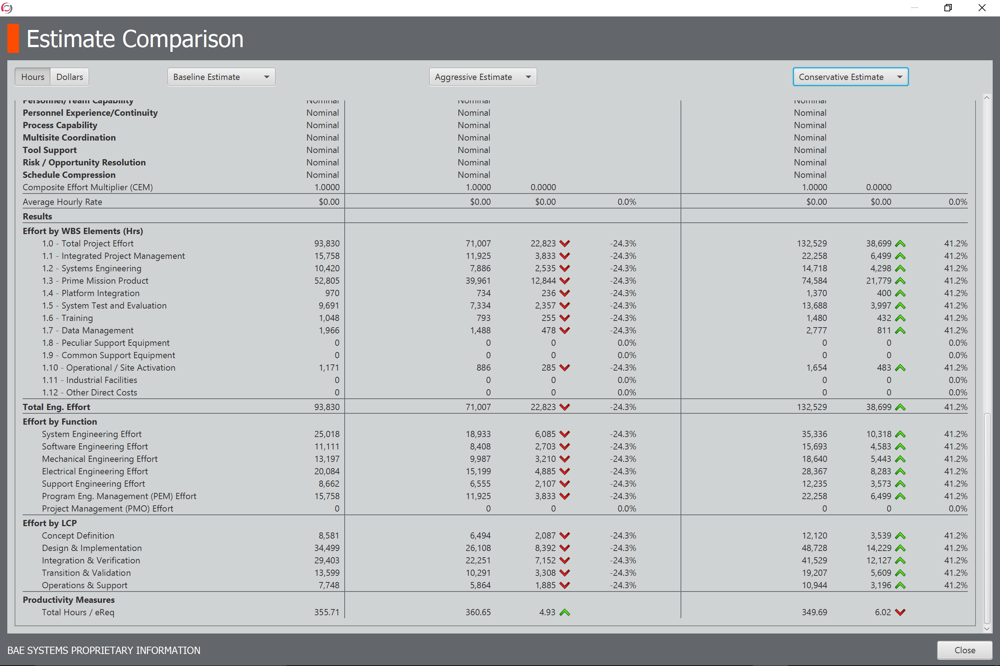 Estimate Comparison
Hours Dollars Baseline Estimate Aggressive Estimate Conservative Estimate
Personnel/Team Capability Nominal Nominal Nominal
Personnel Experience/Continuity Nominal Nominal Nominal
Process Capability Nominal Nominal Nominal
Multisite Coordination Nominal Nominal Nominal
Tool Support Nominal Nominal Nominal
Risk / Opportunity Resolution Nominal Nominal Nominal
Schedule Compression Nominal Nominal Nominal
Composite Effort Multiplier (CEM) 1.0000 1.0000 0.0000 1.0000 0.0000
Average Hourly Rate $0.00 $0.00 $0.00 0.0% $0.00 $0.00 0.0%
Results
Effort by WBS Elements (Hrs)
1.0 - Total Project Effort 93,830 71,007 22,823 -24.3% 132,529 38,699 41.2%
1.1 - Integrated Project Management 15,758 11,925 3,833 -24.3% 22,258 6,499 41.2%
1.2 - Systems Engineering 10,420 7,886 2,535 -24.3% 14,718 4,298 41.2%
1.3 - Prime Mission Product 52,805 39,961 12,844 -24.3% 74,584 21,779 41.2%
1.4 - Platform Integration 970 734 236 -24.3% 1,370 400 41.2%
1.5 - System Test and Evaluation 9,691 7,334 2,357 -24.3% 13,688 3,997 41.2%
1.6 - Training 1,048 793 255 -24.3% 1,480 432 41.2%
1.7 - Data Management 1,966 1,488 478 -24.3% 2,777 811 41.2%
1.8 - Peculiar Support Equipment 0 0 0 0.0% 0 0 0.0%
1.9 - Common Support Equipment 0 0 0 0.0% 0 0 0.0%
1.10 - Operational / Site Activation 1,171 886 285 -24.3% 1,654 483 41.2%
1.11 - Industrial Facilities 0 0 0 0.0% 0 0 0.0%
1.12 - Other Direct Costs 0 0 0 0.0% 0 0 0.0%
Total Eng. Effort 93,830 71,007 22,823 -24.3% 132,529 38,699 41.2%
Effort by Function
System Engineering Effort 25,018 18,933 6,085 -24.3% 35,336 10,318 41.2%
Software Engineering Effort 11,111 8,408 2,703 -24.3% 15,693 4,583 41.2%
Mechanical Engineering Effort 13,197 9,987 3,210 -24.3% 18,640 5,443 41.2%
Electrical Engineering Effort 20,084 15,199 4,885 -24.3% 28,367 8,283 41.2%
Support Engineering Effort 8,662 6,555 2,107 -24.3% 12,235 3,573 41.2%
Program Eng. Management (PEM) Effort 15,758 11,925 3,833 -24.3% 22,258 6,499 41.2%
Project Management (PMO) Effort 0 0 0 0.0% 0 0 0.0%
Effort by LCP
Concept Definition 8,581 6,494 2,087 -24.3% 12,120 3,539 41.2%
Design & Implementation 34,499 26,108 8,392 -24.3% 48,728 14,229 41.2%
Integration & Verification 29,403 22,251 7,152 -24.3% 41,529 12,127 41.2%
Transition & Validation 13,599 10,291 3,308 -24.3% 19,207 5,609 41.2%
Operations & Support 7,748 5,864 1,885 -24.3% 10,944 3,196 41.2%
Productivity Measures
Total Hours / eReq 355.71 360.65 4.93 349.69 6.02
BAE SYSTEMS PROPRIETARY INFORMATION Close